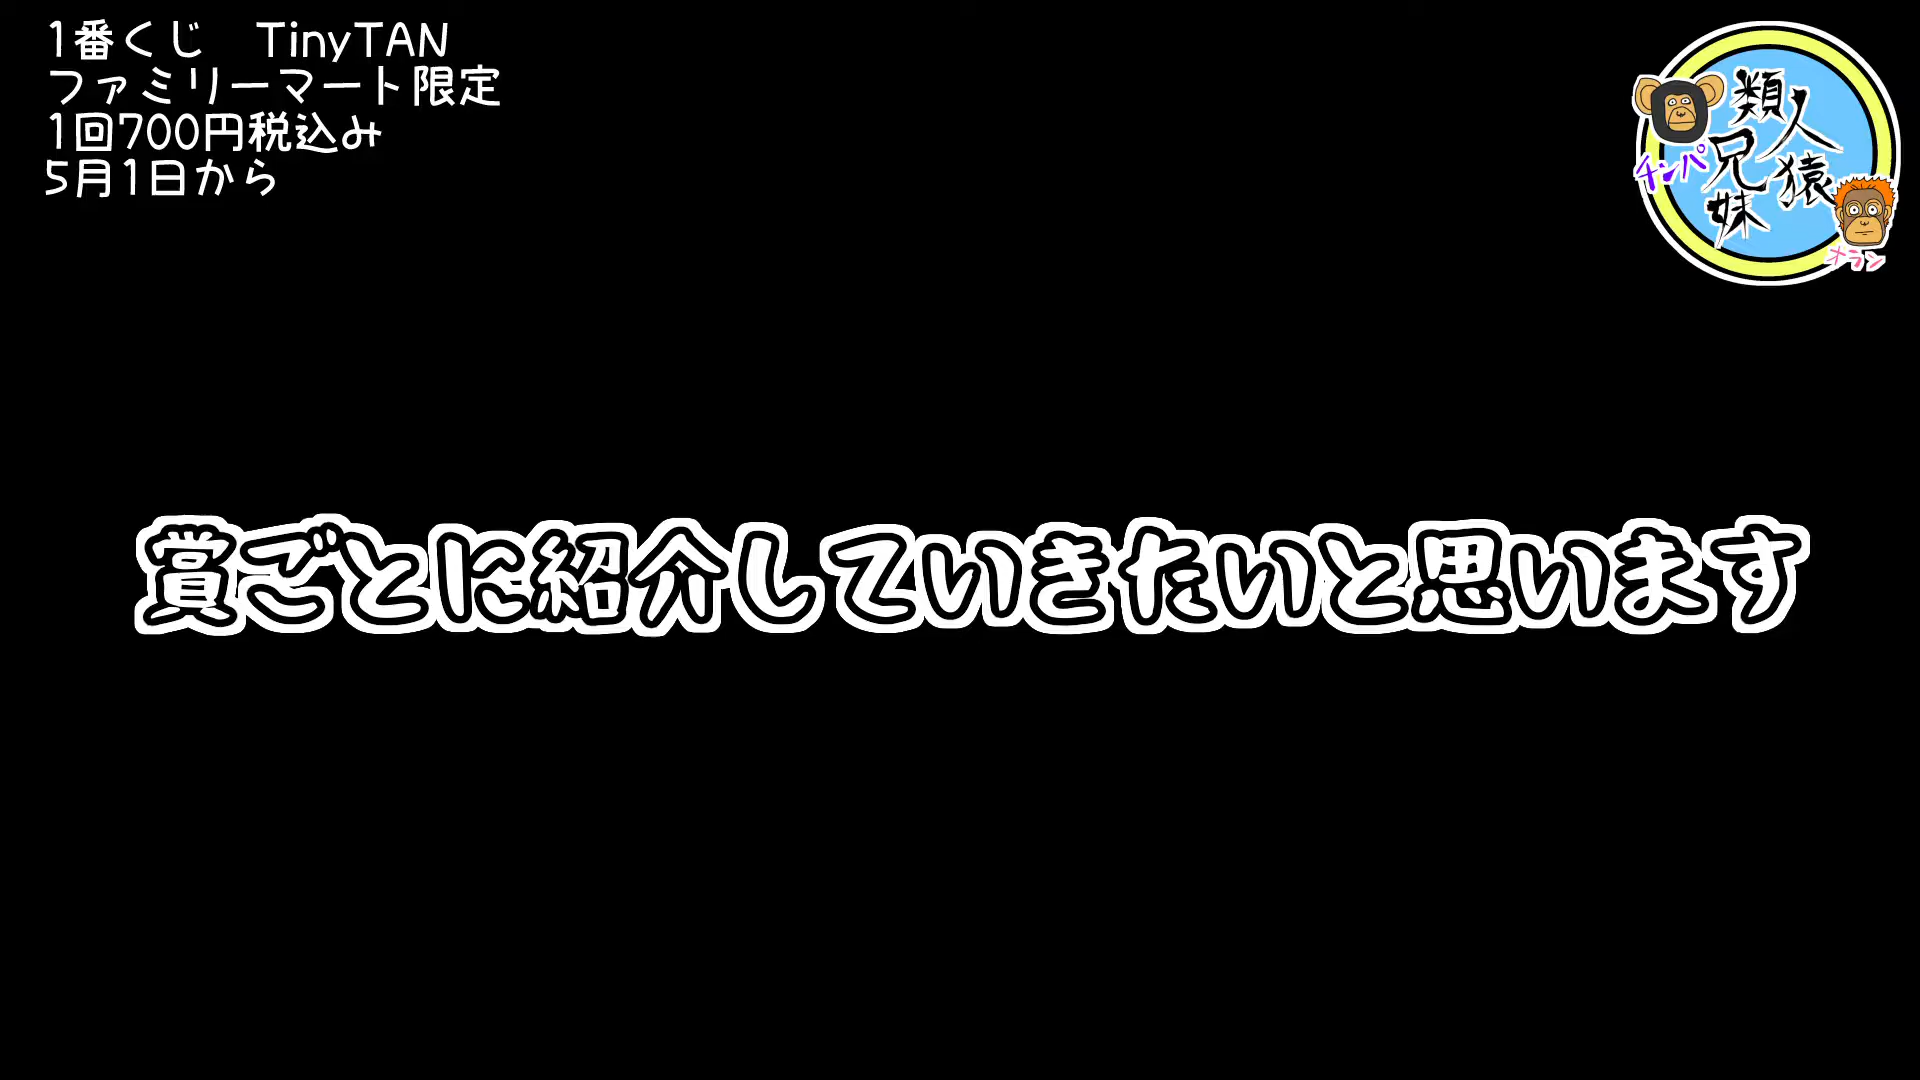 1番くじ　TinyTAN
ファミリーマート限定
1回700円税込み
5月1日から
類人猿
兄妹
チンパ
オラン
賞ごとに紹介していきたいと思います